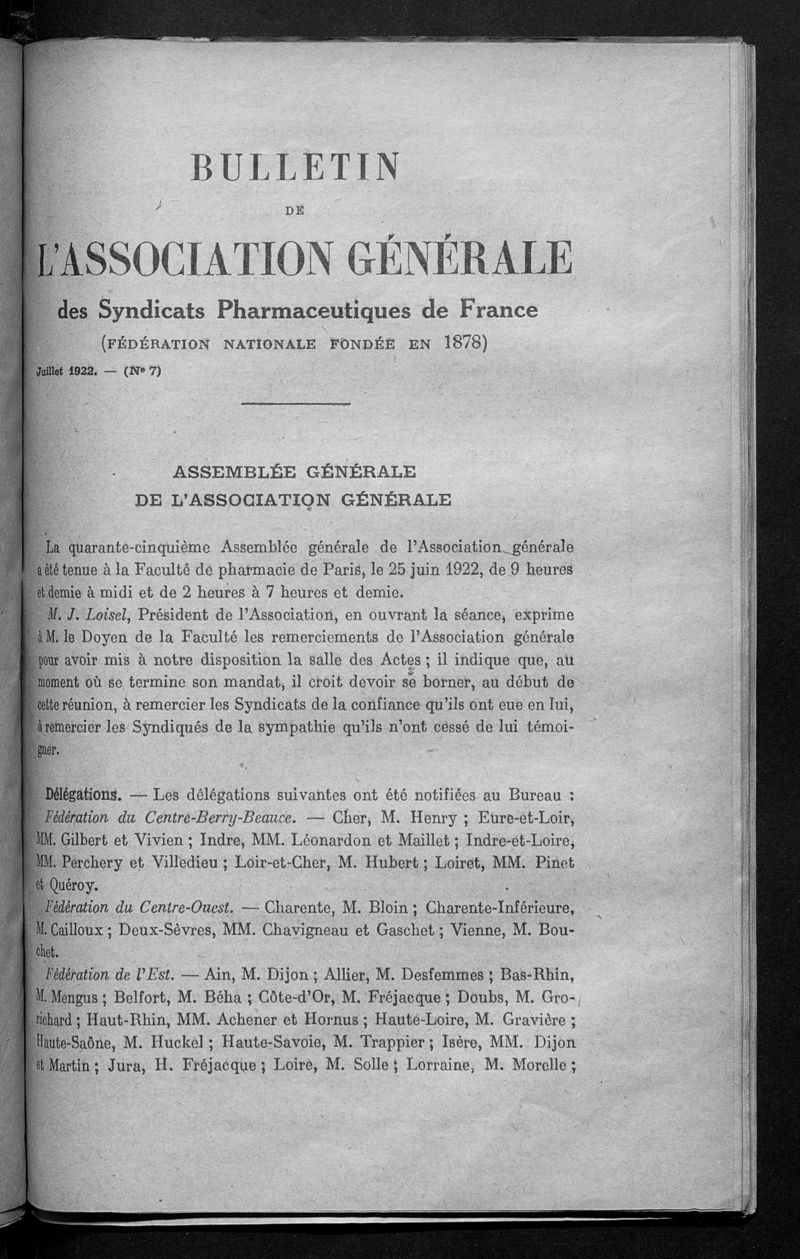 BULLETIN
DE
L'ASSOCIATION GÉNÉRALE
des Syndicats Pharmaceutiques de France
(FÉDÉRATION NATIONALE FONDÉE EN 1878)
Juillet 1922. — (N° 7)
ASSEMBLÉE GÉNÉRALE
DE L'ASSOCIATION GÉNÉRALE
La quarante-cinquième Assemblée générale de l'Association générale
a été tenue à la Faculté de pharmacie de Paris, le 25 juin 1922, de 9 heures
et demie à midi et de 2 heures à 7 heures et demie.
M. J. Loisel, Président de l'Association, en ouvrant la séance, exprime
à M. le Doyen de la Faculté les remerciements de l'Association générale
pour avoir mis à notre disposition la salle des Actes ; il indique que, au
moment où se termine son mandat, il croit devoir se borner, au début de
cette réunion, à remercier les Syndicats de la confiance qu'ils ont eue en lui,
à remercier les Syndiqués de la sympathie qu'ils n'ont cessé de lui témoi-
gner.
Délégations. — Les délégations suivantes ont été notifiées au Bureau :
Fédération du Centre-Berry-Beauce. — Cher, M. Henry ; Eure-et-Loir,
MM. Gilbert et Vivien ; Indre, MM. Léonardon et Maillet ; Indre-et-Loire,
MM. Perchery et Villedieu ; Loir-et-Cher, M. Hubert ; Loiret, MM. Pinet
et Quéroy.
Fédération du Centre-Ouest. — Charente, M. Bloin ; Charente-Inférieure,
M. Cailloux ; Deux-Sèvres, MM. Chavigneau et Gaschet ; Vienne, M. Bou-
chet.
Fédération de l'Est. — Ain, M. Dijon ; Allier, M. Desfemmes ; Bas-Rhin,
M. Mengus ; Belfort, M. Béha ; Côte-d'Or, M. Fréjacque ; Doubs, M. Gro-
richard ; Haut-Rhin, MM. Achener et Hornus ; Haute-Loire, M. Gravière ;
Haute-Saône, M. Huckel ; Haute-Savoie, M. Trappier ; Isère, MM. Dijon
et Martin ; Jura, H. Fréjacque ; Loire, M. Solle ; Lorraine, M. Morelle ;